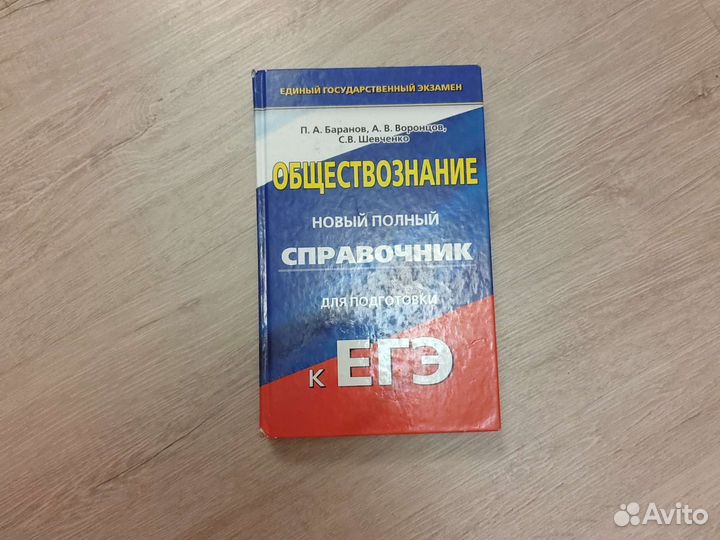 ЕДИНЫЙ ГОСУДАРСТВЕННЫЙ ЭКЗАМЕН
П. А. Баранов, А. В. Воронцов,
С.В. Шевченко
ОБЩЕСТВОЗНАНИЕ
НОВЫЙ ПОЛНЫЙ
СПРАВОЧНИК
ДЛЯ ПОДГОТОВКИ
К ЕГЭ
Avito